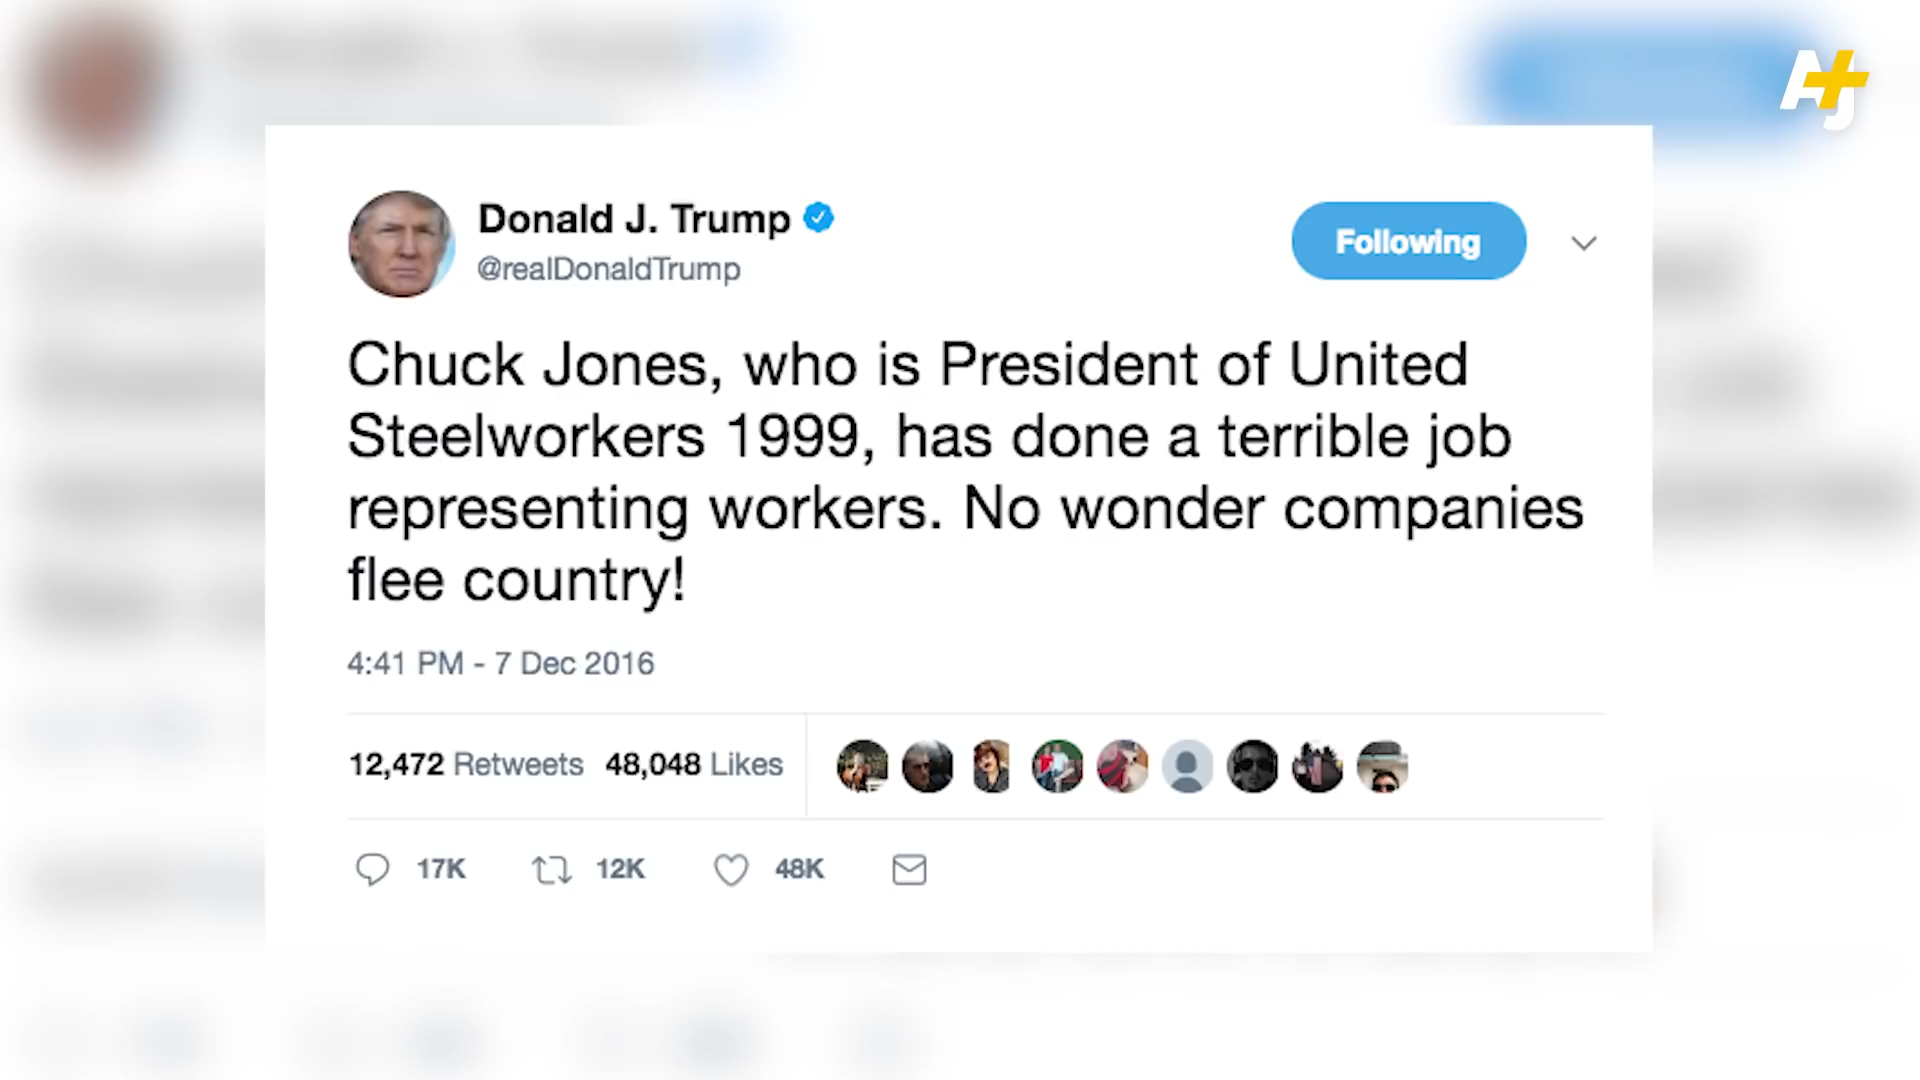 AJ+
Donald J. Trump
@realDonaldTrump
Following
Chuck Jones, who is President of United
Steelworkers 1999, has done a terrible job
representing workers. No wonder companies
flee country!
4:41 PM - 7 Dec 2016
12,472 Retweets 48,048 Likes
17K 12K 48K